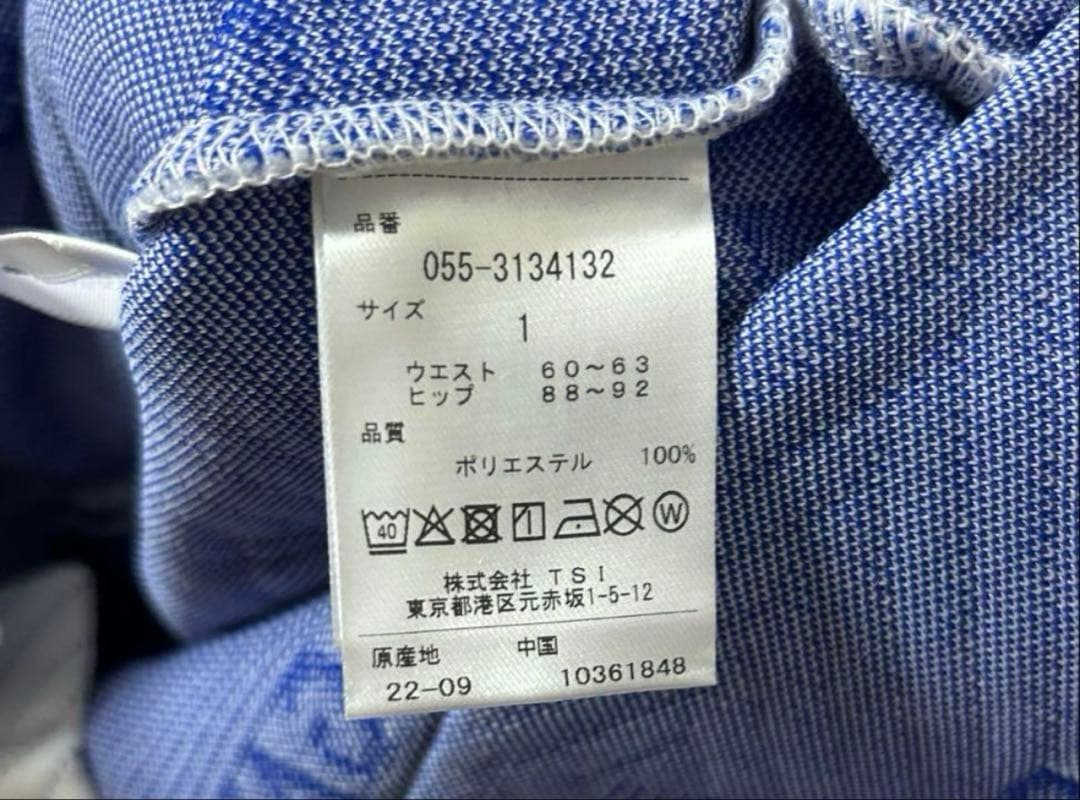 品番
055-3134132
サイズ
1
ウエスト 60～63
ヒップ 88～92
品質
ポリエステル 100%
40 W
株式会社 TSI
東京都港区元赤坂1-5-12
原産地 中国
22-09 10361848